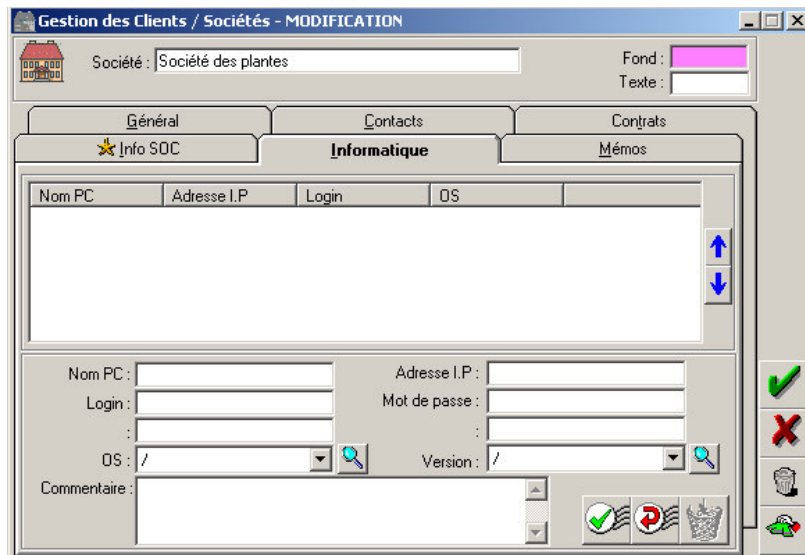 Gestion des Clients / Sociétés - MODIFICATION
Société : Société des plantes
Fond :
Texte :
Général Contacts Contrats
Info SOC Informatique Mémos
Nom PC Adresse I.P Login OS
Nom PC : Adresse I.P :
Login : Mot de passe :
: :
OS : / Version : /
Commentaire :